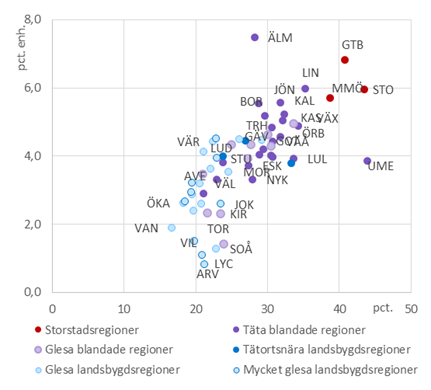 pct. enh.
8,0
6,0
4,0
2,0
0,0
ÄLM
GTB
LIN
JÖN
MMÖ
STO
BOR
KAL
KAS
VÄX
TRH
ÖRB
VÄR
GÄV
LUD
STU
ESK
LUL
UME
MOR
NYK
AVE
VÄL
ÖKA
JOK
KIR
VAN
TOR
VIL
SOÅ
LYC
ARV
pct.
0
10
20
30
40
50
Storstadsregioner
Täta blandade regioner
Glesa blandade regioner
Tätortsnära landsbygdsregioner
Glesa landsbygdsregioner
Mycket glesa landsbygdsregioner